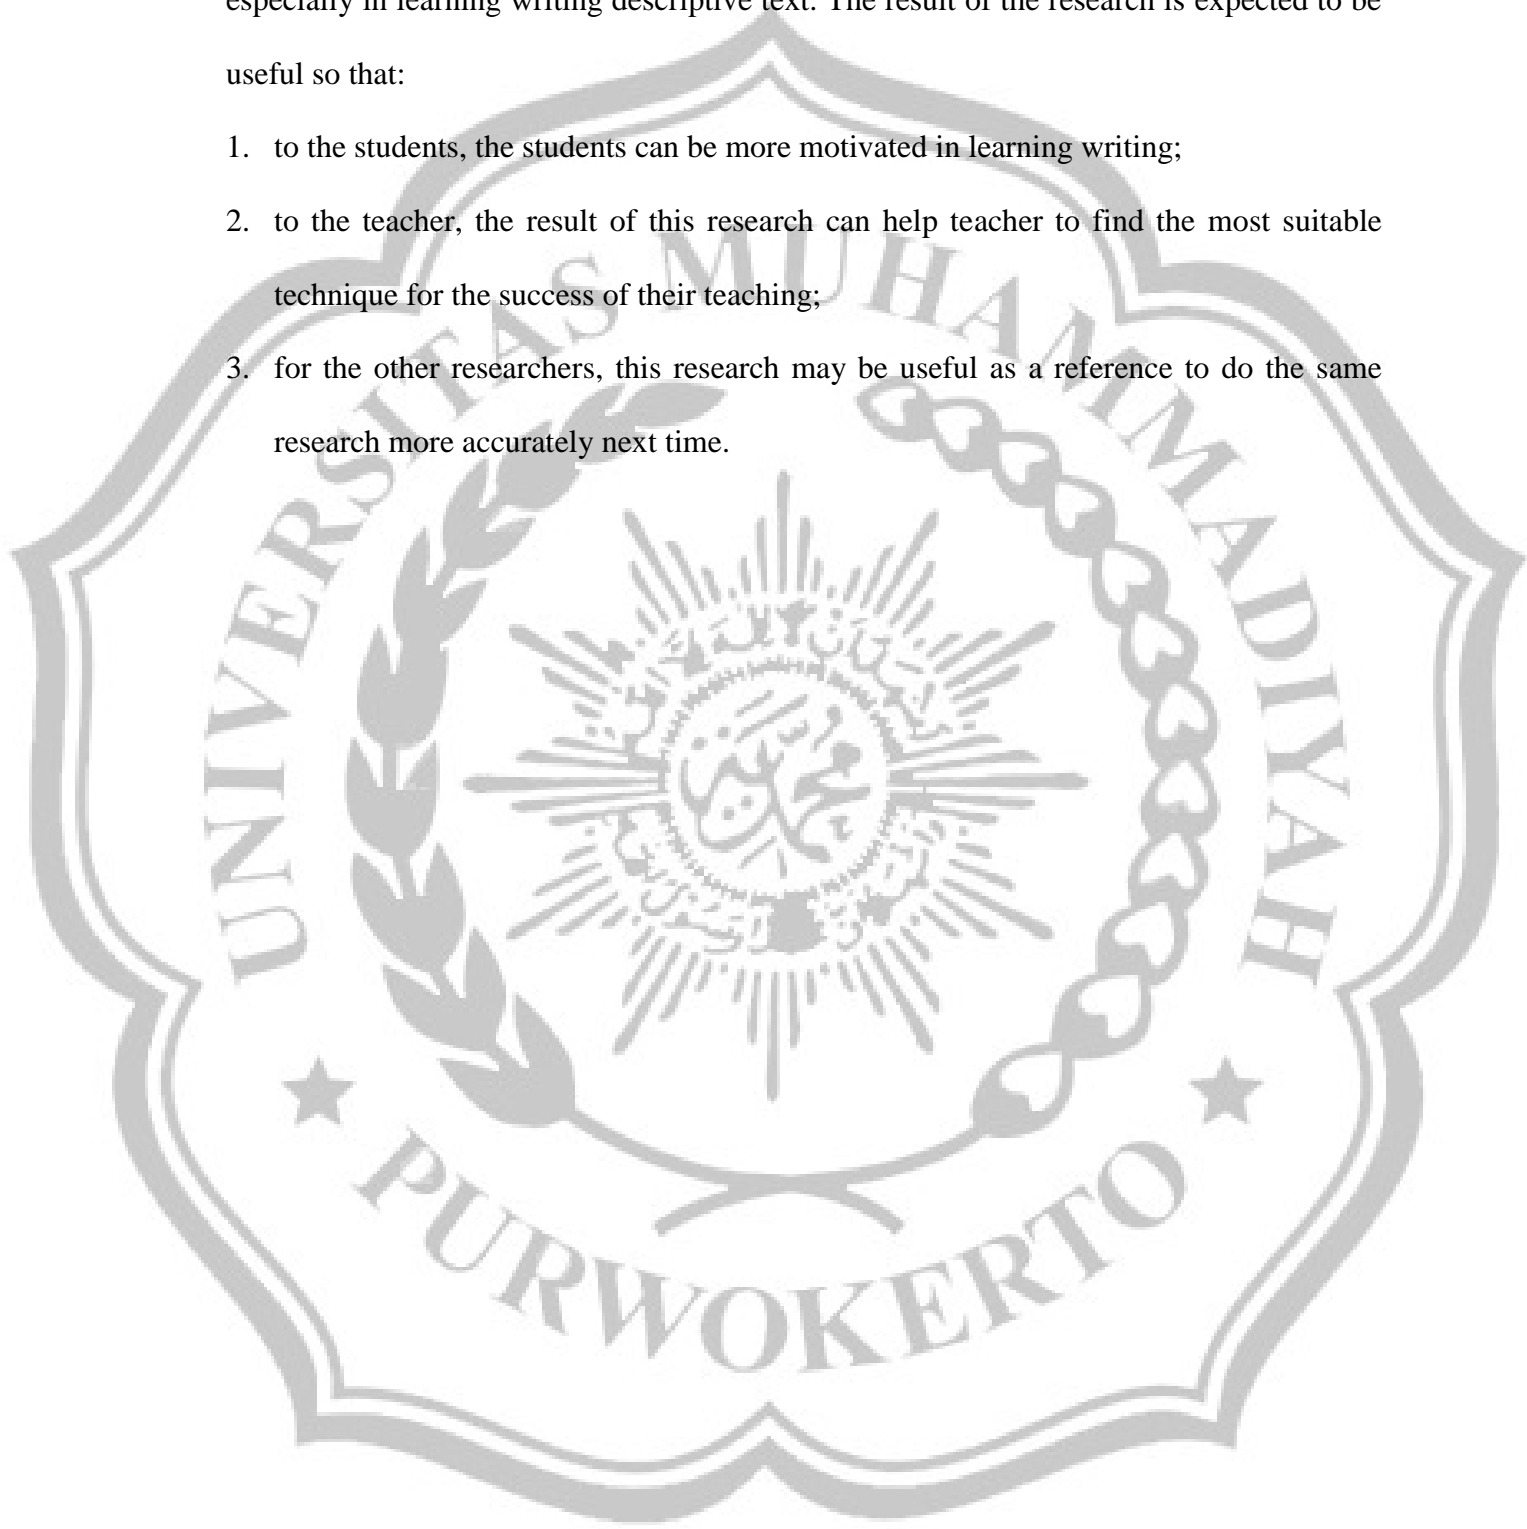 especially in learning writing descriptive text. The result of the research is expected to be
useful so that:
1. to the students, the students can be more motivated in learning writing;
2. to the teacher, the result of this research can help teacher to find the most suitable
technique for the success of their teaching;
3. for the other researchers, this research may be useful as a reference to do the same
research more accurately next time.
UNIVERSITAS MUHAMMADIYAH
محمدية
PURWOKERTO